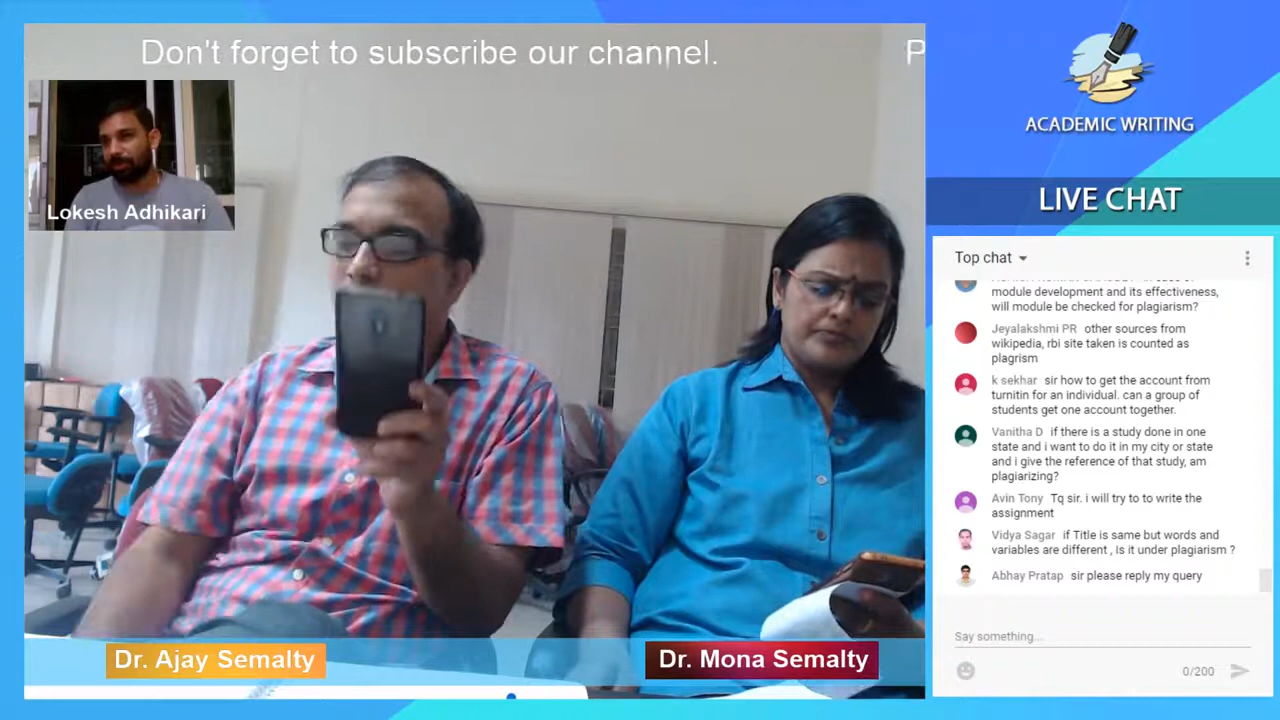 Don't forget to subscribe our channel.
P
Lokesh Adhikari
Dr. Ajay Semalty
Dr. Mona Semalty
ACADEMIC WRITING
LIVE CHAT
Top chat
module development and its effectiveness,
will module be checked for plagiarism?
Jeyalakshmi PR other sources from
wikipedia, rbi site taken is counted as
plagrism
k sekhar sir how to get the account from
turnitin for an individual. can a group of
students get one account together.
Vanitha D if there is a study done in one
state and i want to do it in my city or state
and i give the reference of that study, am
plagiarizing?
Avin Tony Tq sir. i will try to to write the
assignment
Vidya Sagar if Title is same but words and
variables are different , Is it under plagiarism ?
Abhay Pratap sir please reply my query
Say something...
0/200